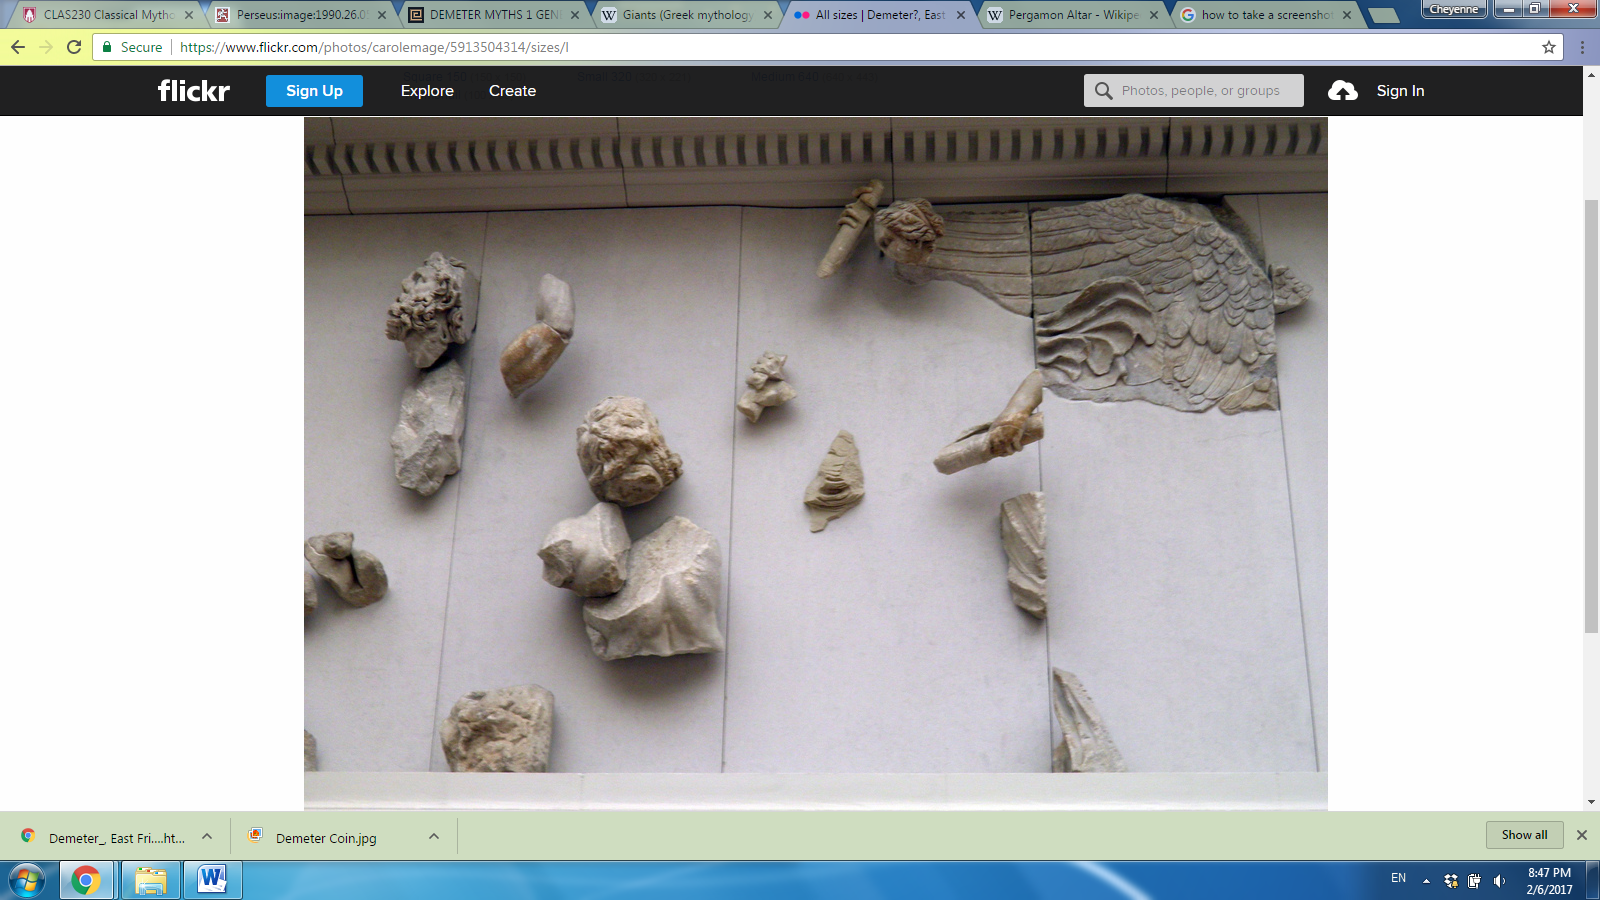 Cheyenne
CLAS230 Classical Mytho
Perseus:image:1990.26.0
DEMETER MYTHS 1 GEN
Giants (Greek mythology
All sizes | Demeter?, East
Pergamon Altar - Wikipe
how to take a screenshot
Secure
https://www.flickr.com/photos/carolemage/5913504314/sizes/l
flickr
Sign Up
Explore
Create
Photos, people, or groups
Sign In
Demeter_, East Fri....ht...
Demeter Coin.jpg
Show all
EN
8:47 PM
2/6/2017